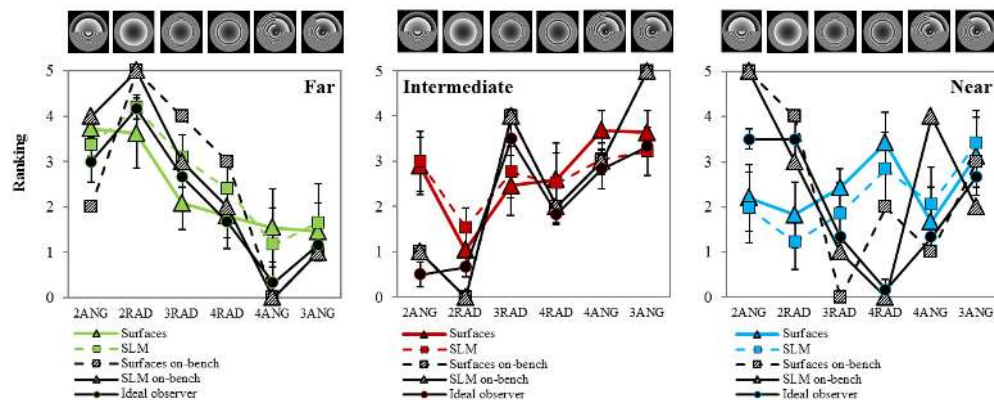 5
Far
4
3
Ranking
2
1
0
2ANG 2RAD 3RAD 4RAD 4ANG 3ANG
Surfaces
SLM
Surfaces on-bench
SLM on-bench
Ideal observer
5
Intermediate
4
3
2
1
0
2ANG 2RAD 3RAD 4RAD 4ANG 3ANG
Surfaces
SLM
Surfaces on-bench
SLM on-bench
Ideal observer
5
Near
4
3
2
1
0
2ANG 2RAD 3RAD 4RAD 4ANG 3ANG
Surfaces
SLM
Surfaces on-bench
SLM on-bench
Ideal observer